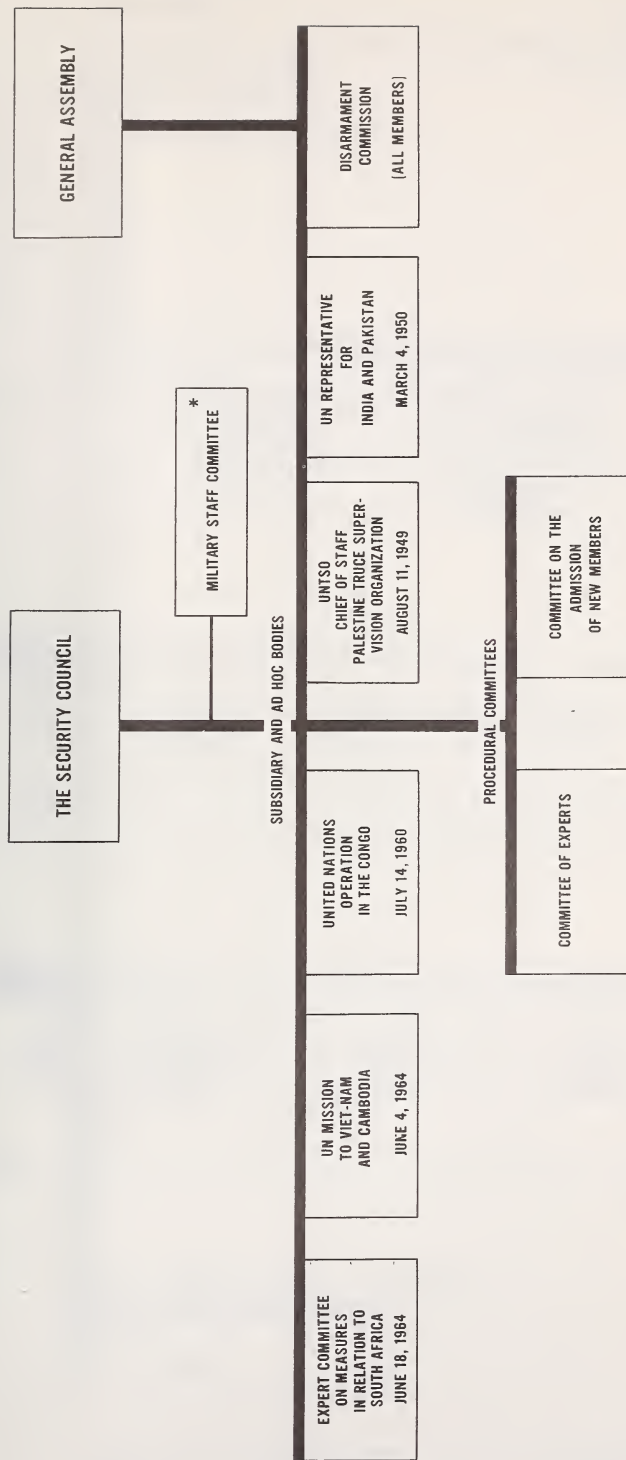 THE SECURITY COUNCIL
GENERAL ASSEMBLY
MILITARY STAFF COMMITTEE *
SUBSIDIARY AND AD HOC BODIES
EXPERT COMMITTEE
ON MEASURES
IN RELATION TO
SOUTH AFRICA
JUNE 18, 1964
UN MISSION
TO VIET-NAM
AND CAMBODIA
JUNE 4, 1964
UNITED NATIONS
OPERATION
IN THE CONGO
JULY 14, 1960
UNTSO
CHIEF OF STAFF
PALESTINE TRUCE SUPER-
VISION ORGANIZATION
AUGUST 11, 1949
UN REPRESENTATIVE
FOR
INDIA AND PAKISTAN
MARCH 4, 1950
DISARMAMENT
COMMISSION
(ALL MEMBERS)
PROCEDURAL COMMITTEES
COMMITTEE OF EXPERTS
COMMITTEE ON THE
ADMISSION
OF NEW MEMBERS